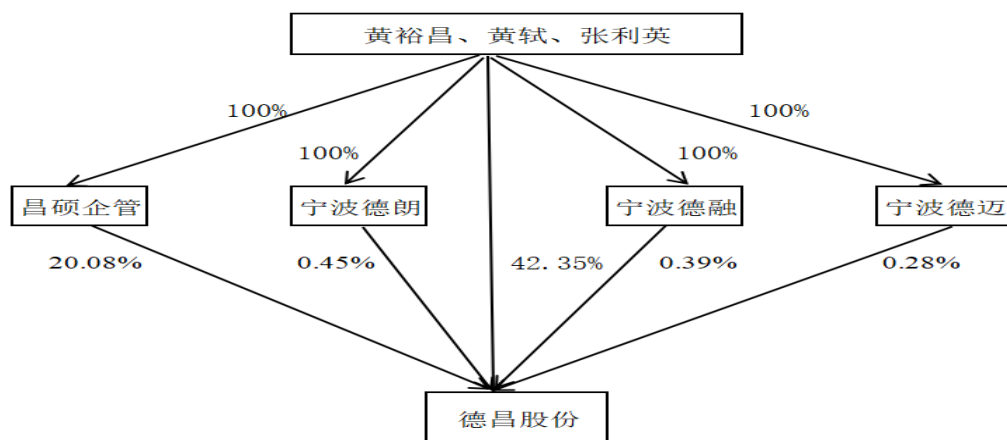 黄裕昌、黄轼、张利英
100%
100%
100%
100%
昌硕企管
宁波德朗
宁波德融
宁波德迈
20.08%
0.45%
42.35%
0.39%
0.28%
德昌股份